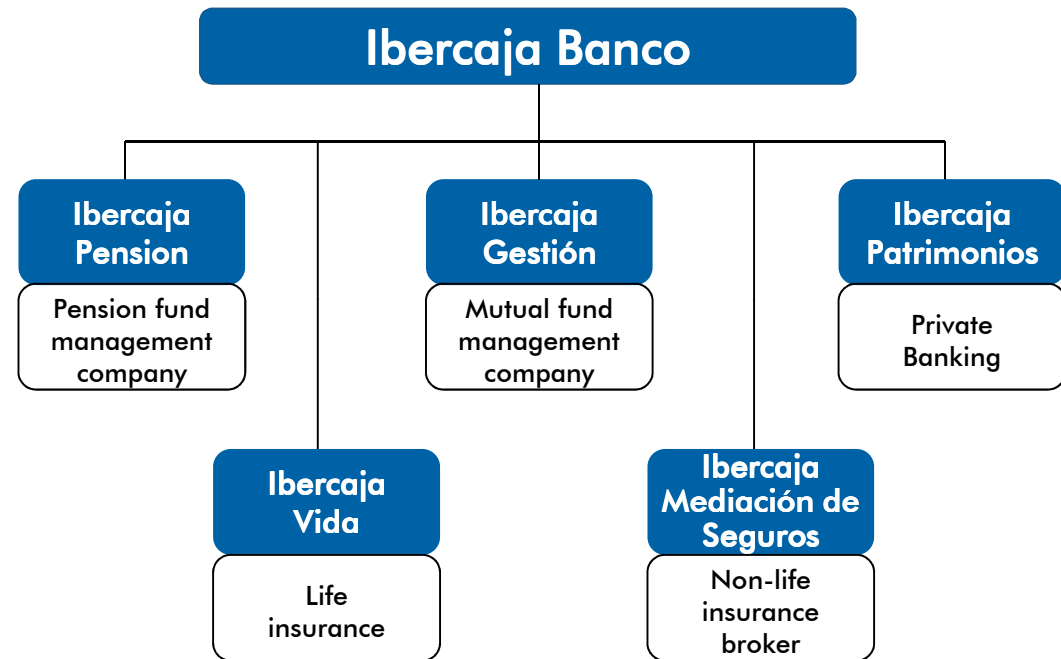 Ibercaja Banco
Ibercaja
Pension
Pension fund
management
company
Ibercaja
Gestión
Mutual fund
management
company
Ibercaja
Patrimonios
Private
Banking
Ibercaja
Vida
Life
insurance
Ibercaja
Mediación de
Seguros
Non-life
insurance
broker